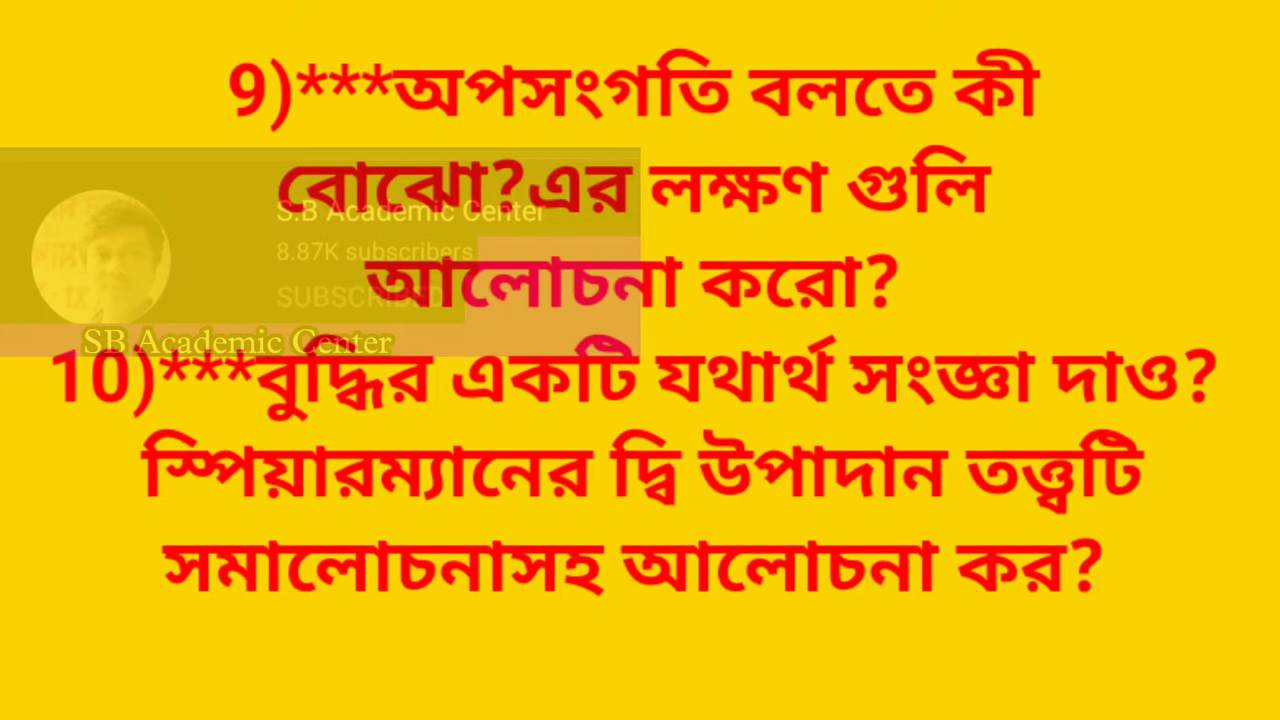 9)***অপসংগতি বলতে কী
বোঝো?এর লক্ষণ গুলি
S.B Academic Center
8.87K subscribers
আলোচনা করো?
SUBSCRIBED
SB Academic Center
10)***বুদ্ধির একটি যথার্থ সংজ্ঞা দাও?
স্পিয়ারম্যানের দ্বি উপাদান তত্ত্বটি
সমালোচনাসহ আলোচনা কর?